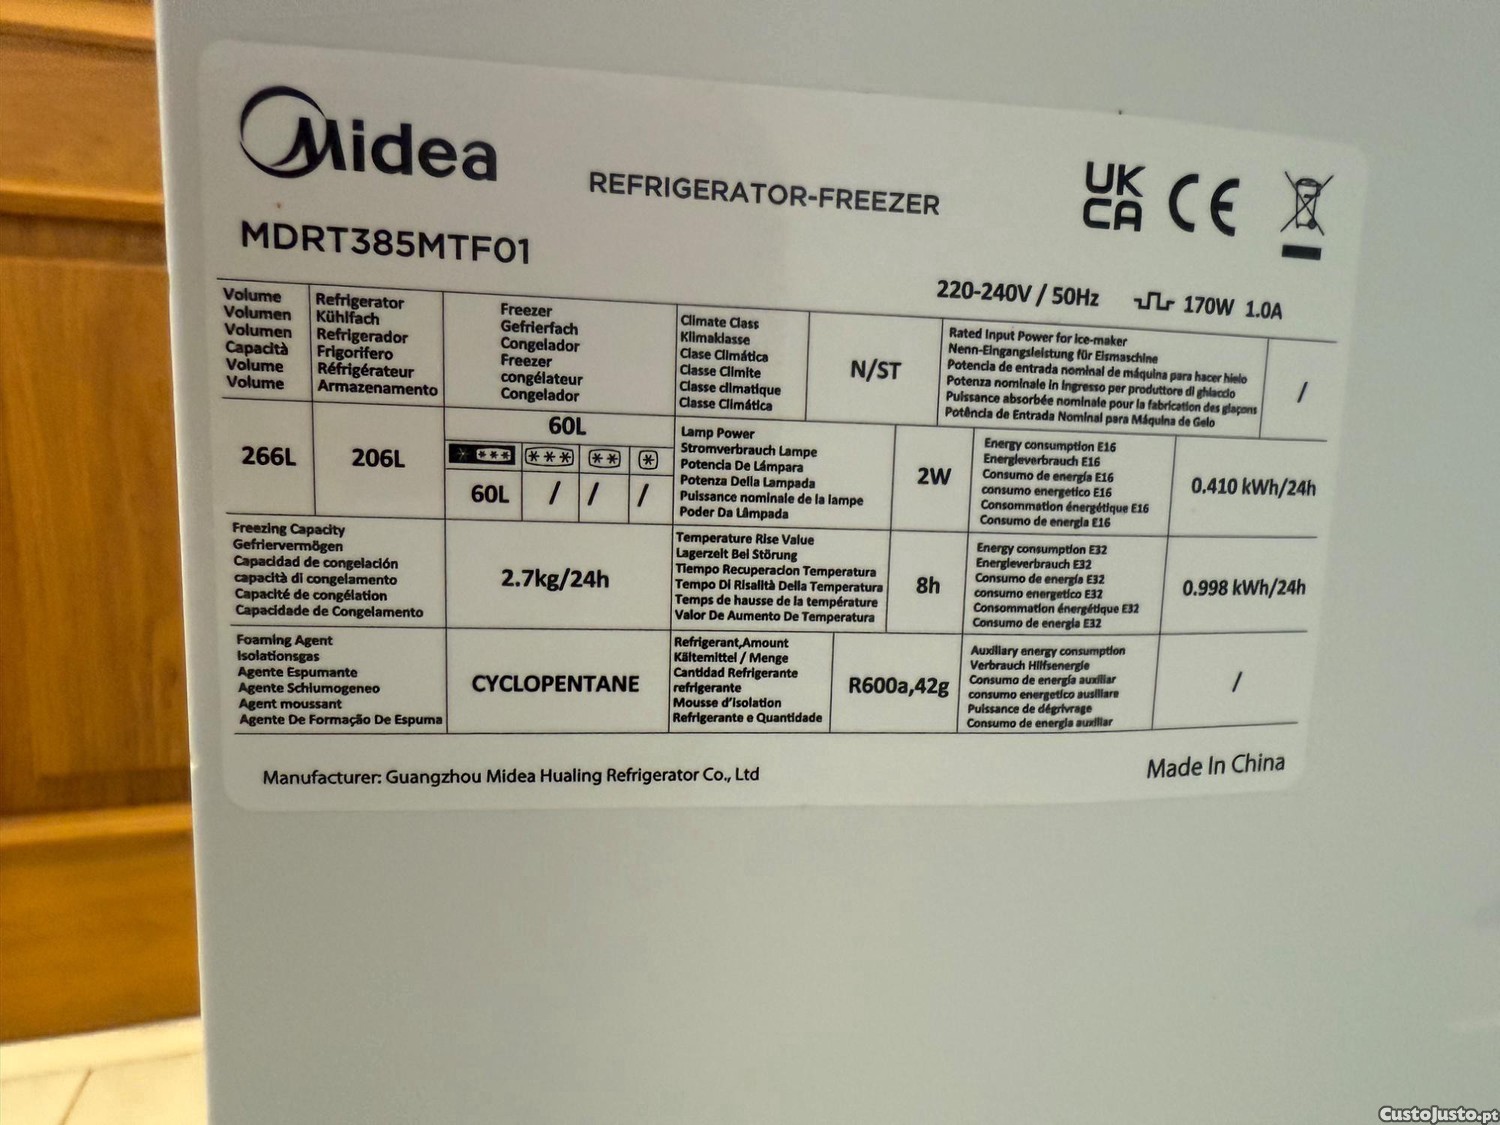 Midea
REFRIGERATOR-FREEZER
UK
CA CE
MDRT385MTF01
220-240V / 50Hz 170W 1.0A
Volume
Volumen
Volumen
Capacità
Volume
Volume
Refrigerator
Kühlfach
Refrigerador
Frigorifero
Réfrigérateur
Armazenamento
Freezer
Gefrierfach
Congelador
Freezer
congélateur
Congelador
Climate Class
Klimaklasse
Clase Climática
Classe Climite
Classe climatique
Classe Climática
N/ST
Rated Input Power for Ice-maker
Nenn-Eingangsleistung für Eismaschine
Potencia de entrada nominal de máquina para hacer hielo
Potenza nominale in ingresso per produttore di ghiaccio
Puissance absorbée nominale pour la fabrication des glaçons
Potência de Entrada Nominal para Máquina de Gelo
/
266L
206L
60L
* *** *** ** *
60L / / /
Lamp Power
Stromverbrauch Lampe
Potencia De Lámpara
Potenza Della Lampada
Puissance nominale de la lampe
Poder Da Lâmpada
2W
Energy consumption E16
Energieverbrauch E16
Consumo de energía E16
consumo energetico E16
Consommation énergétique E16
Consumo de energia E16
0.410 kWh/24h
Freezing Capacity
Gefriervermögen
Capacidad de congelación
capacità di congelamento
Capacité de congélation
Capacidade de Congelamento
2.7kg/24h
Temperature Rise Value
Lagerzeit Bei Störung
Tiempo Recuperacion Temperatura
Tempo Di Risalità Della Temperatura
Temps de hausse de la température
Valor De Aumento De Temperatura
8h
Energy consumption E32
Energieverbrauch E32
Consumo de energía E32
consumo energetico E32
Consommation énergétique E32
Consumo de energia E32
0.998 kWh/24h
Foaming Agent
Isolationsgas
Agente Espumante
Agente Schiumogeneo
Agent moussant
Agente De Formação De Espuma
CYCLOPENTANE
Refrigerant,Amount
Kältemittel / Menge
Cantidad Refrigerante
refrigerante
Mousse d'isolation
Refrigerante e Quantidade
R600a,42g
Auxiliary energy consumption
Verbrauch Hilfsenergie
Consumo de energía auxiliar
consumo energetico ausiliare
Puissance de dégivrage
Consumo de energia auxiliar
/
Manufacturer: Guangzhou Midea Hualing Refrigerator Co., Ltd
Made In China
CustoJusto.pt